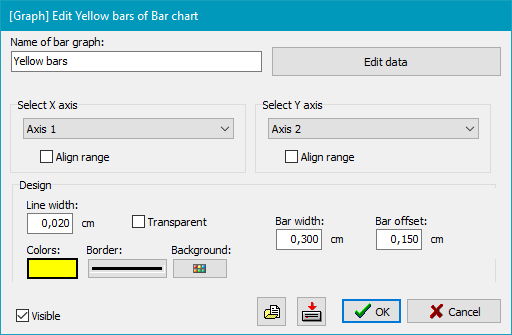 [Graph] Edit Yellow bars of Bar chart
Name of bar graph:
Yellow bars
Edit data
Select X axis
Axis 1
Align range
Select Y axis
Axis 2
Align range
Design
Line width:
0,020 cm
Transparent
Bar width:
0,300 cm
Bar offset:
0,150 cm
Colors:
Border:
Background:
Visible
OK
Cancel